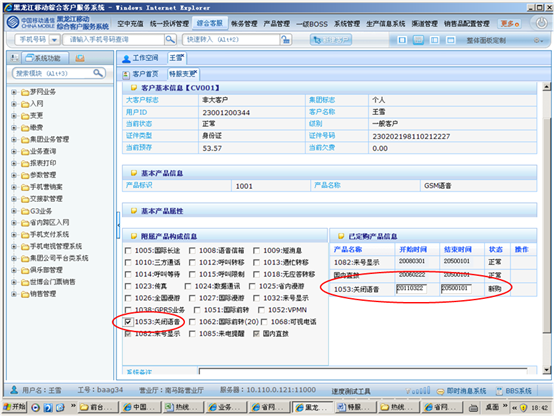 黑龙江移动综合客户服务系统 - Windows Internet Explorer
中国移动通信 CHINA MOBILE 黑龙江移动 综合客户服务系统 空中充值 统一投诉管理 综合客服 账务管理 产品管理 一级BOSS 系统管理 生产信息系统 渠道管理 销售品配置管理 更多
手机号码 请输入手机号码查询 快速转入 (Alt+2) 整体面板定制
系统功能 工作空间 王雪
搜索模块 (Alt+3) 客户首页 特服变更
梦网业务
入网
变更
缴费
集团业务管理
业务查询
报表打印
参数管理
手机营销案
交接款管理
G3业务
省内跨区入网
手机支付系统
手机电视管理系统
集团公司平台类系统
俱乐部管理
世博会门票销售
销售管理
客户基本信息【CV001】
大客户标志 非大客户 集团标志 个人
用户ID 23001200344 客户名称 王雪
当前状态 正常 级别 一般客户
证件类型 身份证 证件号码 230202198110212227
当前预存 53.57 当前欠费 0.00
基本产品信息
产品标识 1001 产品名称 GSM语音
基本产品属性
附属产品构成信息
1005:国际长途 1008:语音信箱 1009:短消息
1010:三方通话 1012:呼叫转移 1013:遇忙转移
1014:呼叫等待 1015:呼叫限制 1018:无应答转移
1023:传真 1024:数据通讯 1025:省内漫游
1026:全国漫游 1027:国际漫游 1032:来号显示
1038:GPRS业务 1051:国际前转 1052:VPMN
1053:关闭语音 1062:国际前转(20) 1068:可视电话
1082:来号显示 1085:来电提醒 国内直拨
已定购产品信息
产品名称 开始时间 结束时间 状态 操作
1082:来号显示 20080301 20500101 正常
国内直拨 20060222 20500101 正常
1053:关闭语音 20110322 20500101 新购
系统备注
用户名：王雪 工号：baag34 营业厅：南马路营业厅 服务器：10.110.0.121:11000 速度测试工具 即时消息系统 BBS系统
开始 前台... 中国... 热线... 业务... 省网... 黑龙... 特服... 热线... 省网... 桌面 18:42